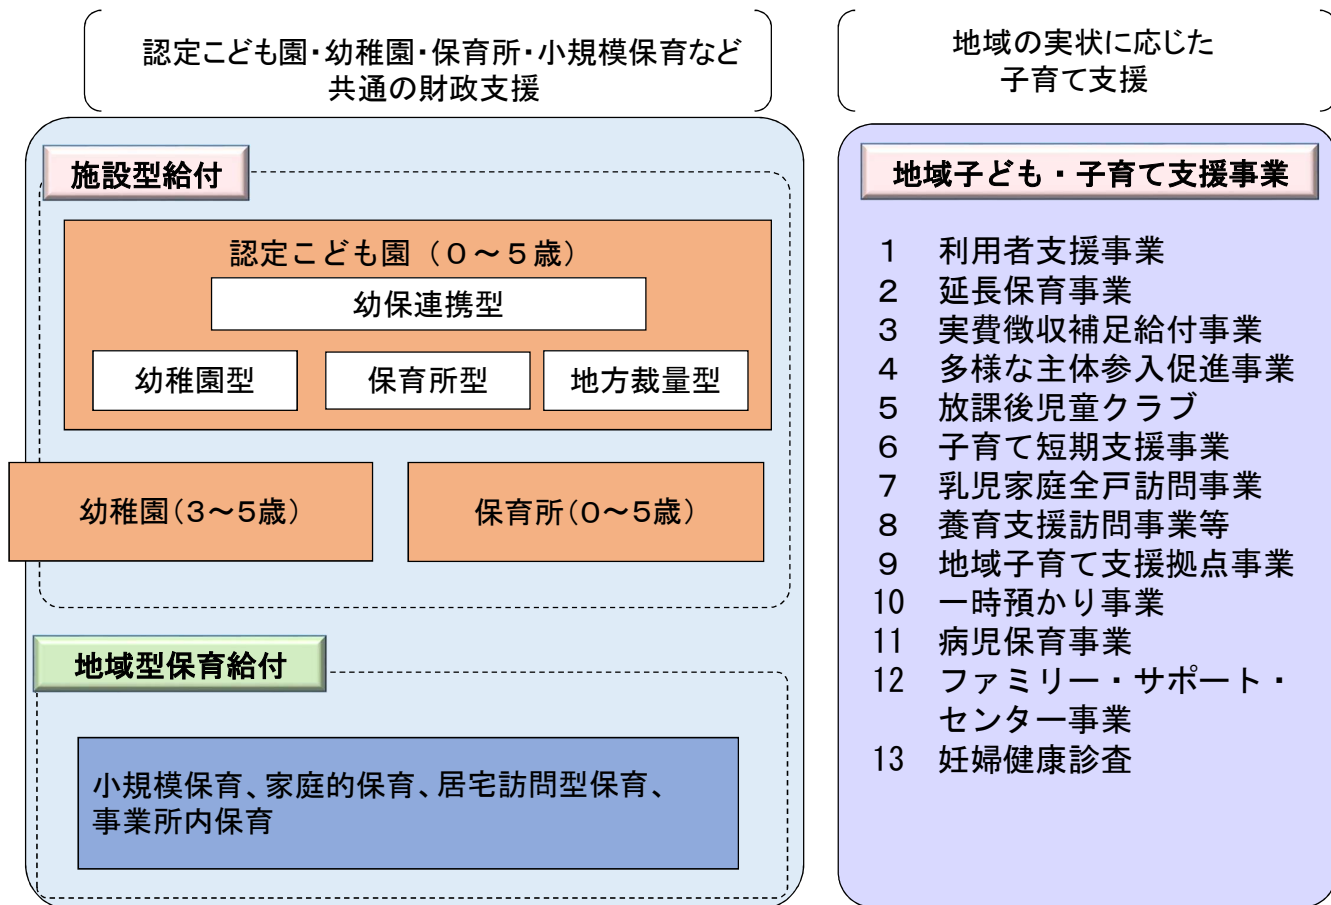 認定こども園・幼稚園・保育所・小規模保育など
共通の財政支援
施設型給付
認定こども園（０～５歳）
幼保連携型
幼稚園型
保育所型
地方裁量型
幼稚園（3～5歳）
保育所（0～5歳）
地域型保育給付
小規模保育、家庭的保育、居宅訪問型保育、
事業所内保育
地域の実状に応じた
子育て支援
地域子ども・子育て支援事業
１　利用者支援事業
２　延長保育事業
３　実費徴収補足給付事業
４　多様な主体参入促進事業
５　放課後児童クラブ
６　子育て短期支援事業
７　乳児家庭全戸訪問事業
８　養育支援訪問事業等
９　地域子育て支援拠点事業
10　一時預かり事業
11　病児保育事業
12　ファミリー・サポート・
センター事業
13　妊婦健康診査